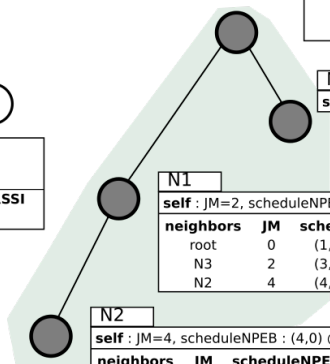 SSI
N1
self : JM=2, scheduleNPE
neighbors JM sche
root 0 (1,
N3 2 (3,
N2 4 (4,
N2
self : JM=4, scheduleNPEB : (4,0)
neighbors JM scheduleNPEB